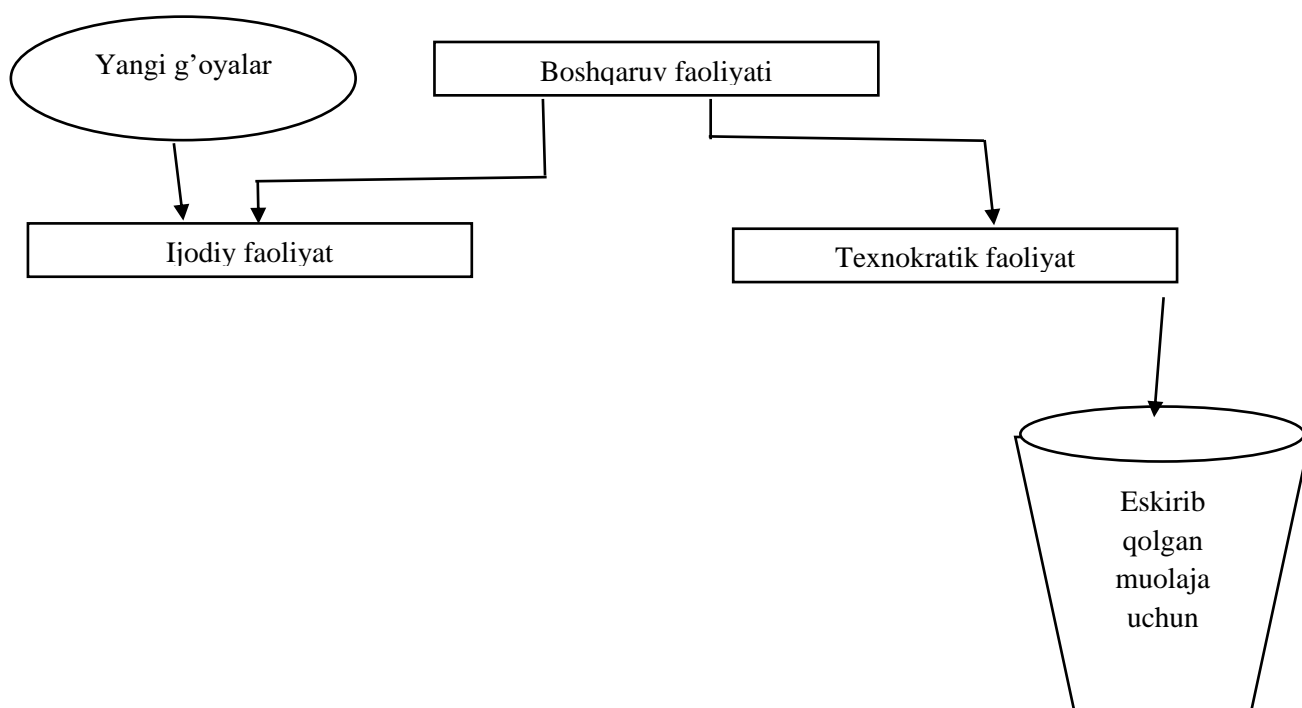 Yangi g’oyalar
Boshqaruv faoliyati
Ijodiy faoliyat
Texnokratik faoliyat
Eskirib
qolgan
muolaja
uchun